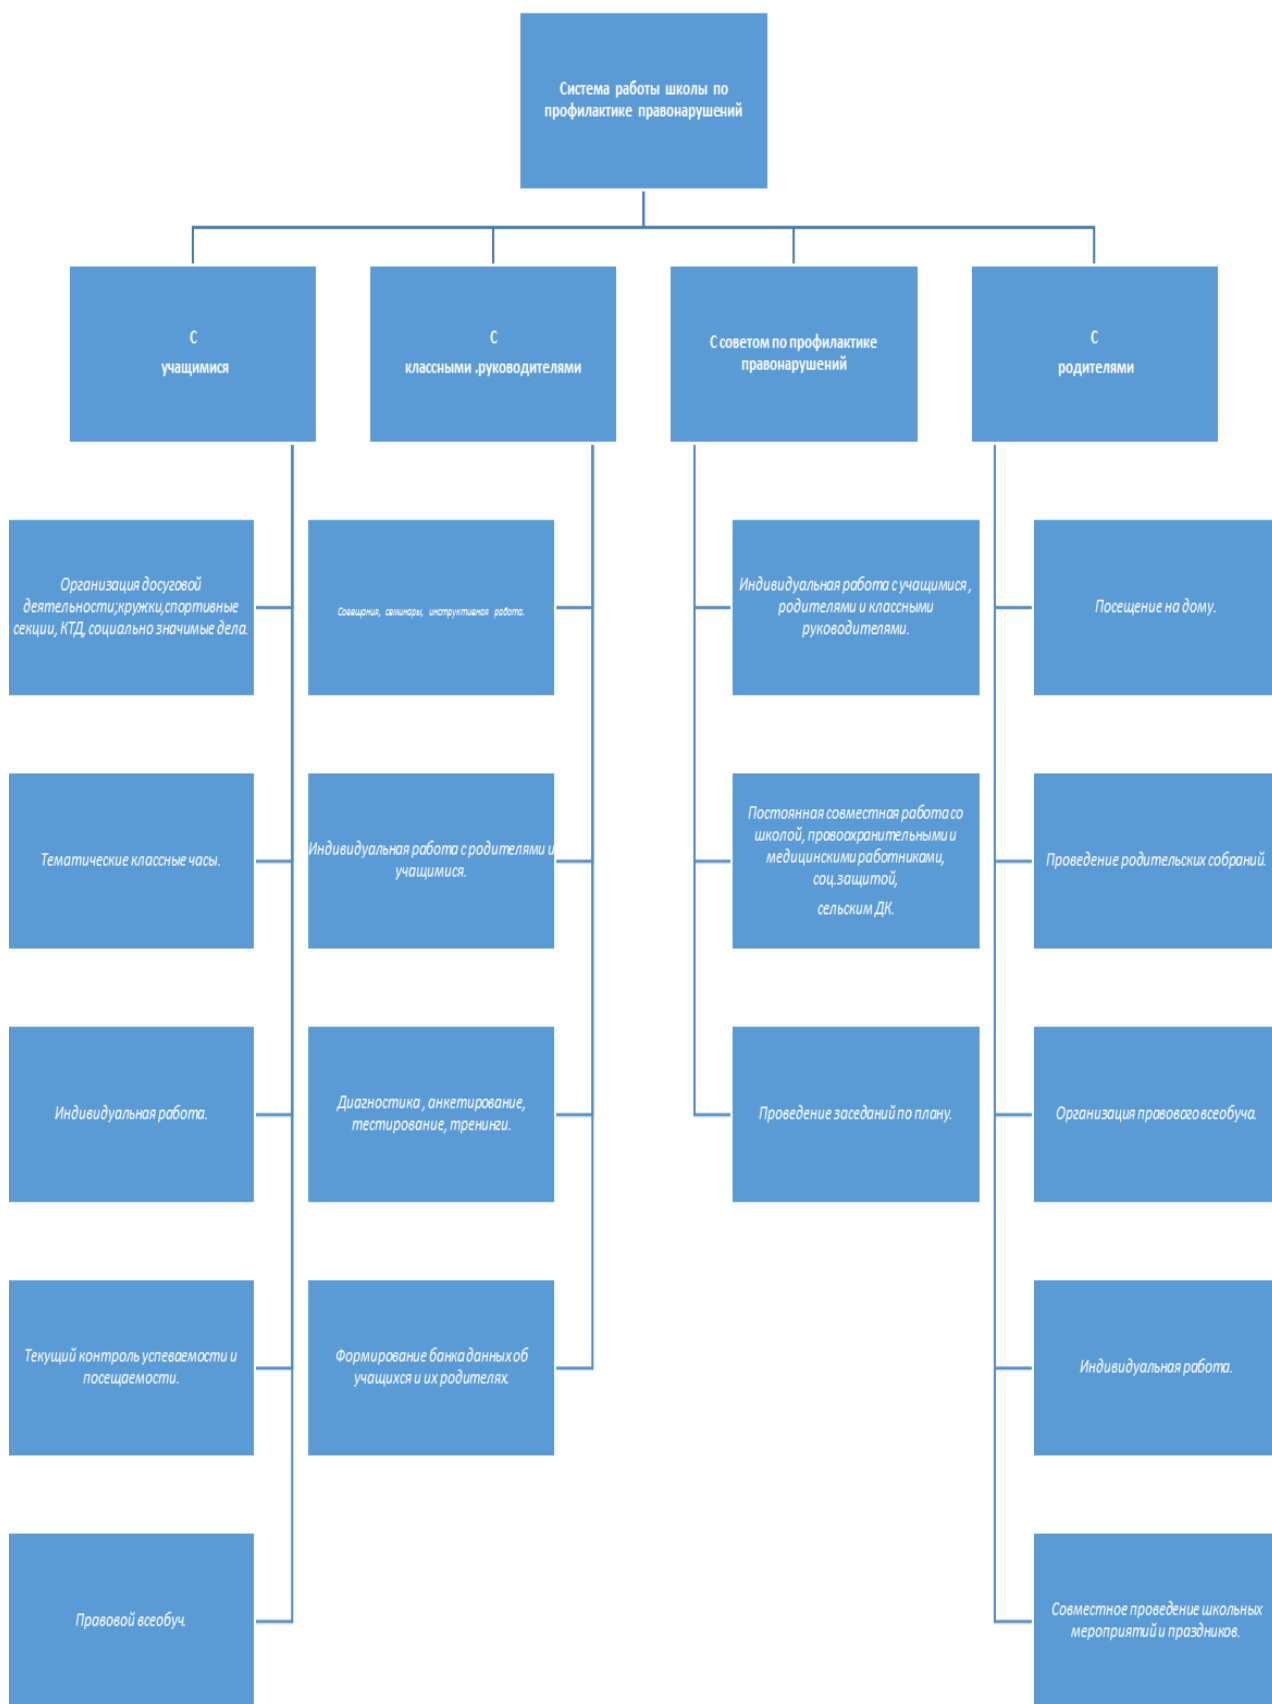 Система работы школы по
профилактике правонарушений
С
учащимися
С
классными .руководителями
С советом по профилактике
правонарушений
С
родителями
Организация досуговой
деятельности;кружки,спортивные
секции, КТД, социально значимые дела.
Совещания, семинары, инструктивная работа.
Индивидуальная работа с учащимися ,
родителями и классными
руководителями.
Посещение на дому.
Тематические классные часы.
Индивидуальная работа с родителями и
учащимися.
Постоянная совместная работа со
школой, правоохранительными и
медицинскими работниками,
соц.защитой,
сельским ДК.
Проведение родительских собраний.
Индивидуальная работа.
Диагностика , анкетирование,
тестирование, тренинги.
Проведение заседаний по плану.
Организация правового всеобуча.
Текущий контроль успеваемости и
посещаемости.
Формирование банка данных об
учащихся и их родителях.
Индивидуальная работа.
Правовой всеобуч.
Совместное проведение школьных
мероприятий и праздников.